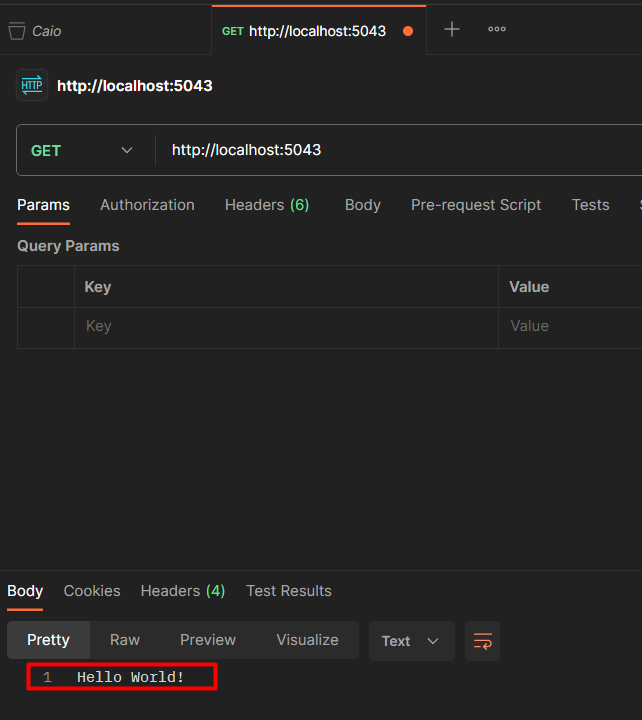 Caio
GET http://localhost:5043
HTTP http://localhost:5043
GET http://localhost:5043
Params Authorization Headers (6) Body Pre-request Script Tests
Query Params
Key Value
Key Value
Body Cookies Headers (4) Test Results
Pretty Raw Preview Visualize Text
1 Hello World!